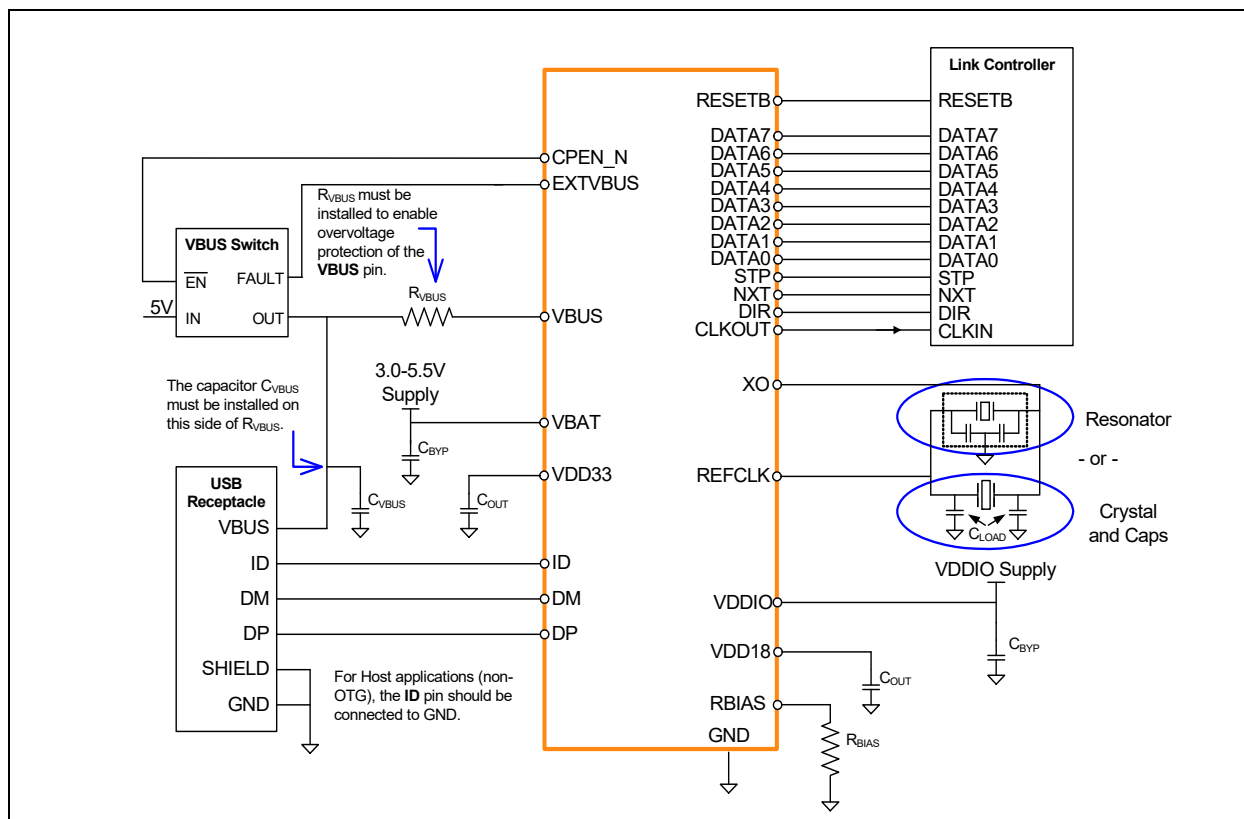 Link Controller
RESETB
RESETB
DATA7
DATA7
DATA6
DATA6
DATA5
DATA5
DATA4
DATA4
DATA3
DATA3
DATA2
DATA2
DATA1
DATA1
DATA0
DATA0
STP
STP
NXT
NXT
DIR
DIR
CLKOUT
CLKIN
CPEN_N
EXTVBUS
RVBUS must be
installed to enable
overvoltage
protection of the
VBUS pin.
VBUS Switch
EN
FAULT
5V
IN
OUT
RVBUS
VBUS
3.0-5.5V
Supply
The capacitor CVBUS
must be installed on
this side of RVBUS.
VBAT
CBYP
VDD33
COUT
CVBUS
USB
Receptacle
VBUS
ID
ID
DM
DM
DP
DP
SHIELD
GND
For Host applications (non-
OTG), the ID pin should be
connected to GND.
XO
Resonator
- or -
REFCLK
Crystal
and Caps
CLOAD
VDDIO Supply
VDDIO
CBYP
VDD18
COUT
RBIAS
RBIAS
GND